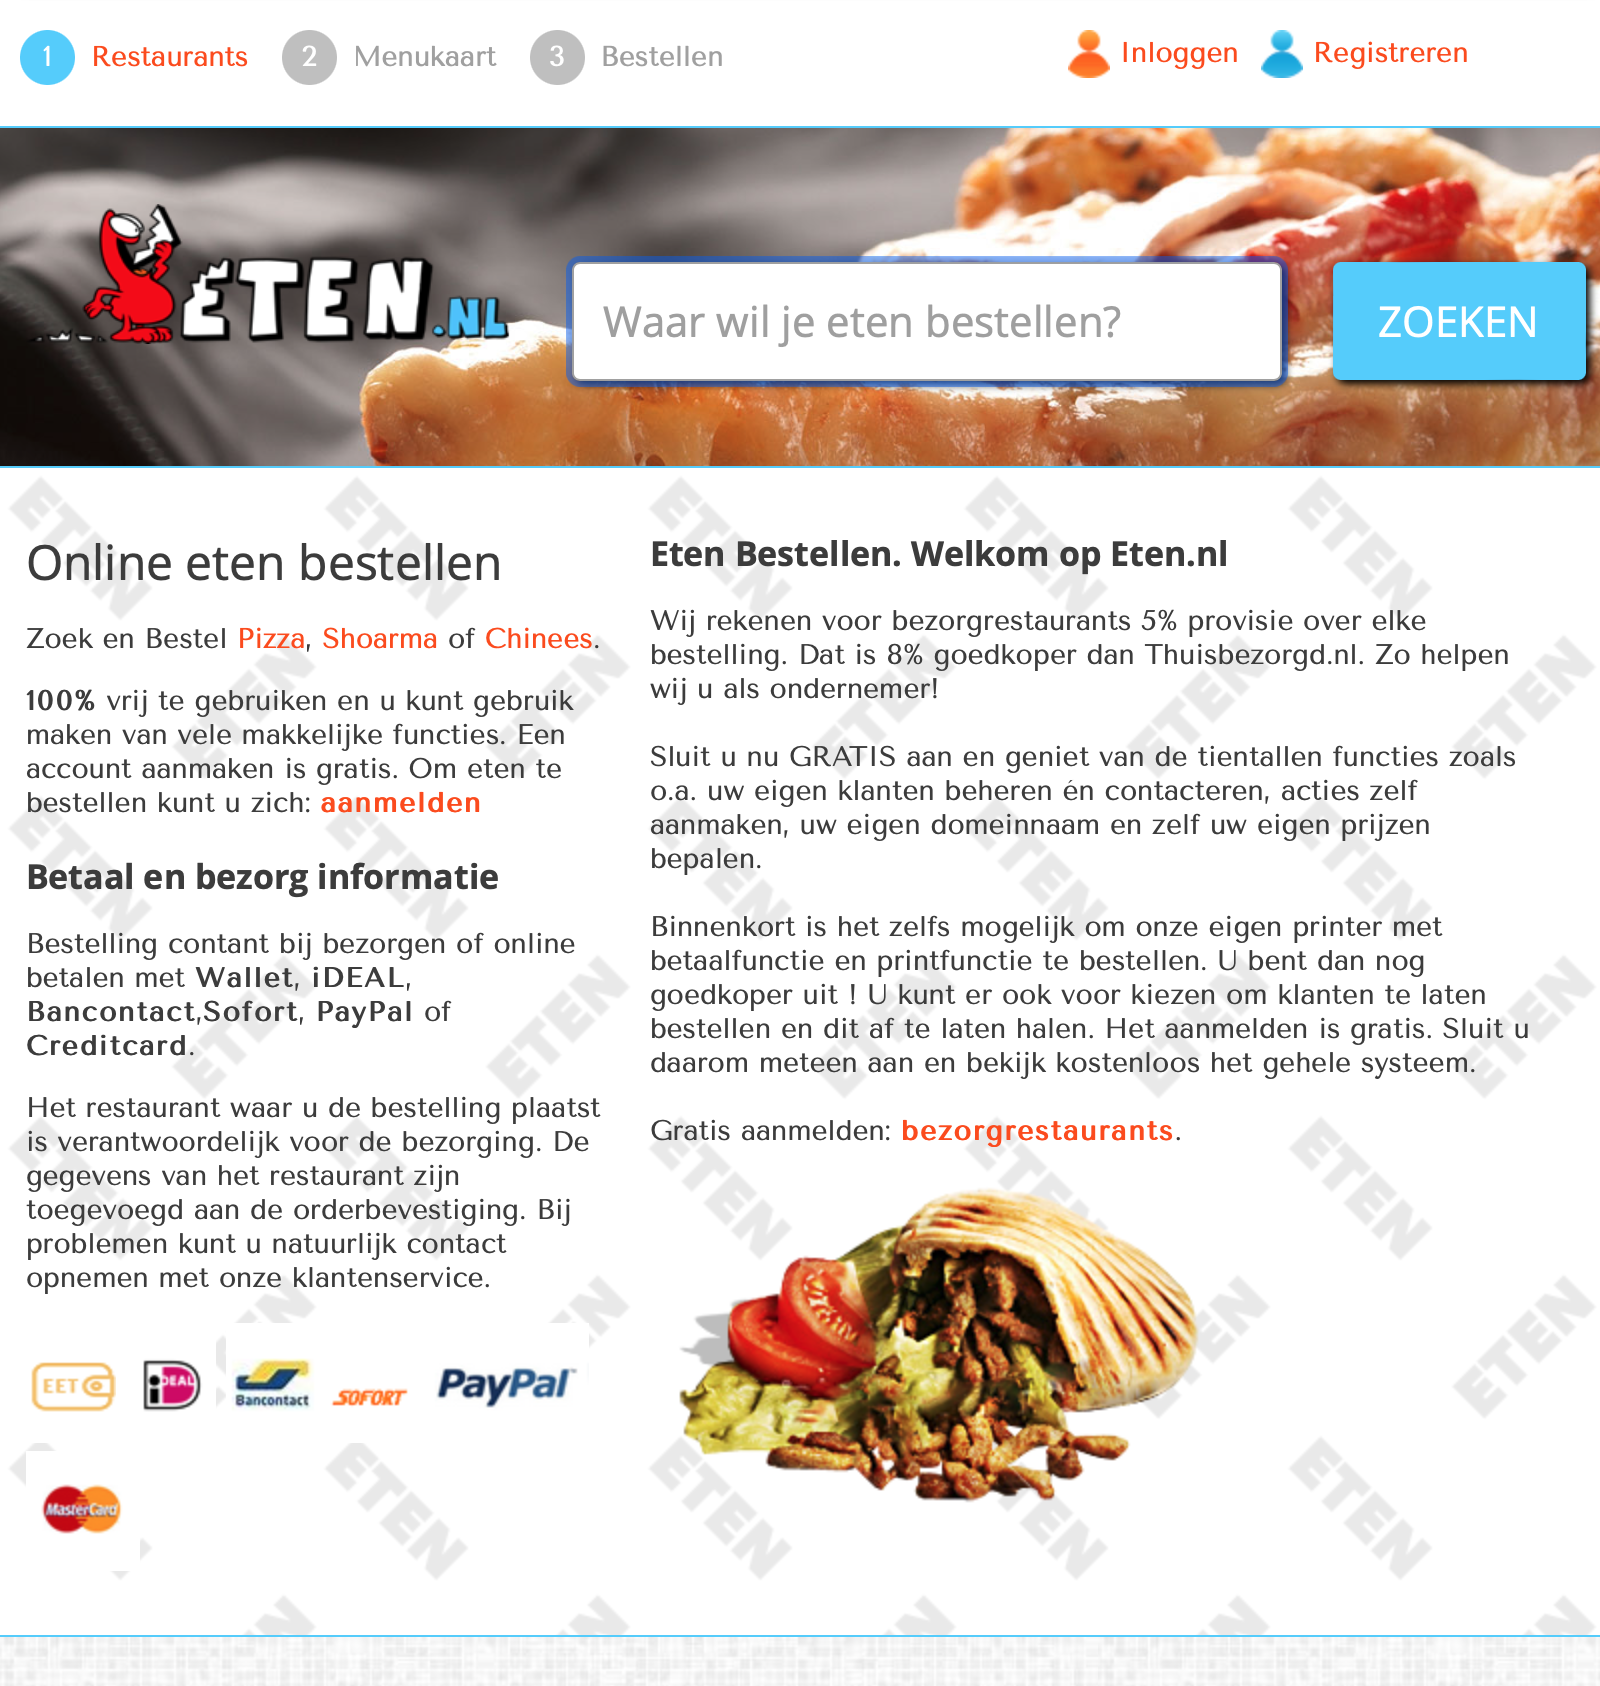 1 Restaurants 2 Menukaart 3 Bestellen Inloggen Registreren
ETEN.NL
Waar wil je eten bestellen? ZOEKEN
Online eten bestellen
Zoek en Bestel Pizza, Shoarma of Chinees.
100% vrij te gebruiken en u kunt gebruik
maken van vele makkelijke functies. Een
account aanmaken is gratis. Om eten te
bestellen kunt u zich: aanmelden
Betaal en bezorg informatie
Bestelling contant bij bezorgen of online
betalen met Wallet, iDEAL,
Bancontact,Sofort, PayPal of
Creditcard.
Het restaurant waar u de bestelling plaatst
is verantwoordelijk voor de bezorging. De
gegevens van het restaurant zijn
toegevoegd aan de orderbevestiging. Bij
problemen kunt u natuurlijk contact
opnemen met onze klantenservice.
EET iDEAL Bancontact SOFORT PayPal
MasterCard
Eten Bestellen. Welkom op Eten.nl
Wij rekenen voor bezorgrestaurants 5% provisie over elke
bestelling. Dat is 8% goedkoper dan Thuisbezorgd.nl. Zo helpen
wij u als ondernemer!
Sluit u nu GRATIS aan en geniet van de tientallen functies zoals
o.a. uw eigen klanten beheren én contacteren, acties zelf
aanmaken, uw eigen domeinnaam en zelf uw eigen prijzen
bepalen.
Binnenkort is het zelfs mogelijk om onze eigen printer met
betaalfunctie en printfunctie te bestellen. U bent dan nog
goedkoper uit ! U kunt er ook voor kiezen om klanten te laten
bestellen en dit af te laten halen. Het aanmelden is gratis. Sluit u
daarom meteen aan en bekijk kostenloos het gehele systeem.
Gratis aanmelden: bezorgrestaurants.